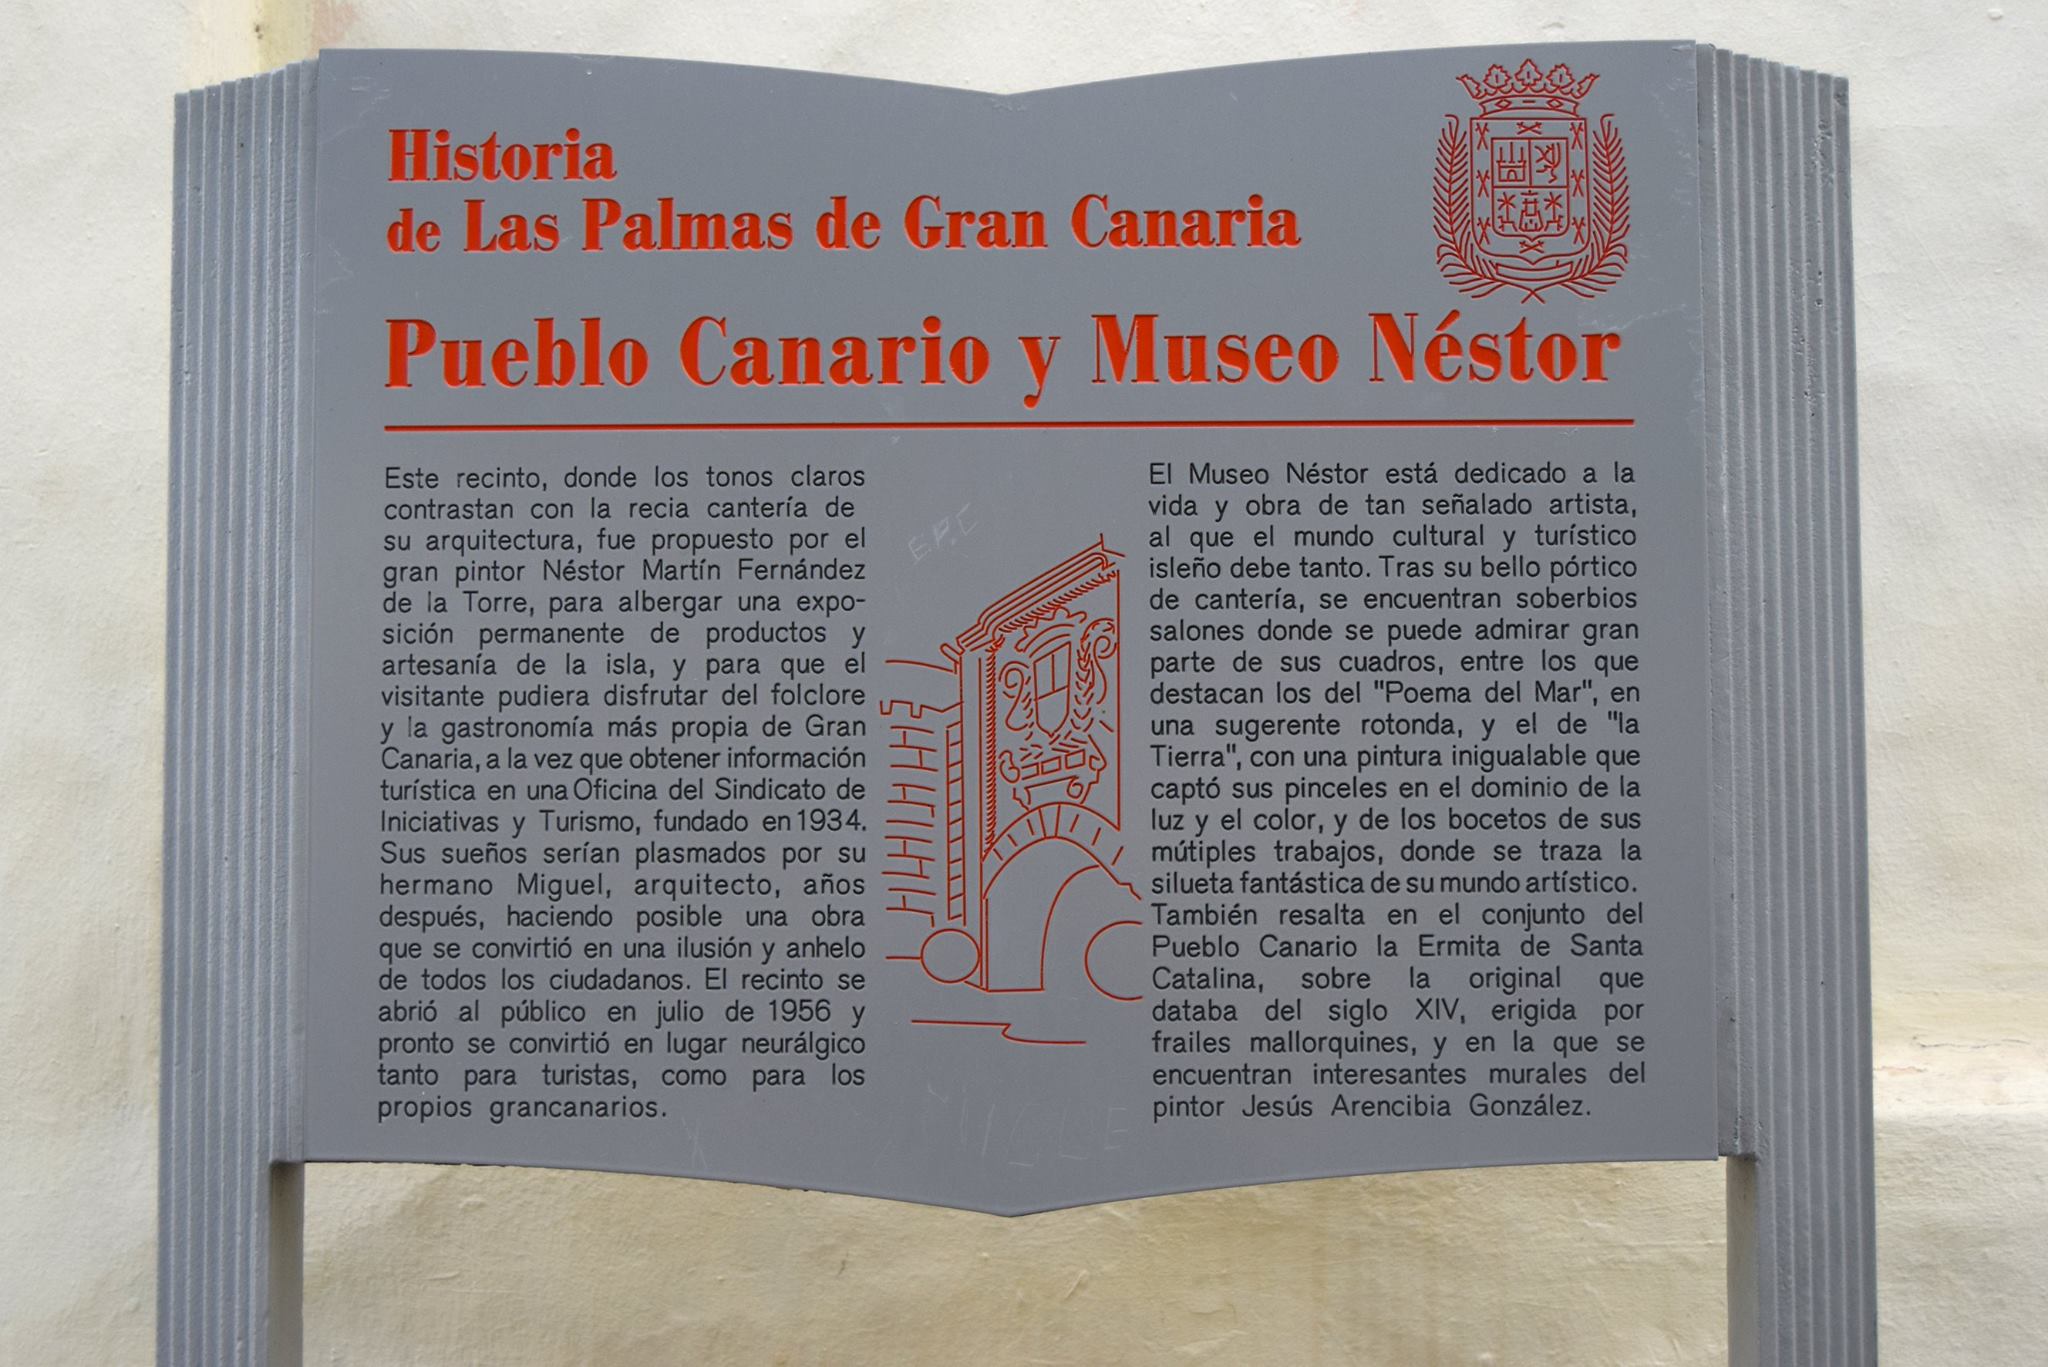 Historia
de Las Palmas de Gran Canaria
Pueblo Canario y Museo Néstor
Este recinto, donde los tonos claros
contrastan con la recia cantería de
su arquitectura, fue propuesto por el
gran pintor Néstor Martín Fernández
de la Torre, para albergar una expo-
sición permanente de productos y
artesanía de la isla, y para que el
visitante pudiera disfrutar del folclore
y la gastronomía más propia de Gran
Canaria, a la vez que obtener información
turística en una Oficina del Sindicato de
Iniciativas y Turismo, fundado en 1934.
Sus sueños serían plasmados por su
hermano Miguel, arquitecto, años
después, haciendo posible una obra
que se convirtió en una ilusión y anhelo
de todos los ciudadanos. El recinto se
abrió al público en julio de 1956 y
pronto se convirtió en lugar neurálgico
tanto para turistas, como para los
propios grancanarios.
El Museo Néstor está dedicado a la
vida y obra de tan señalado artista,
al que el mundo cultural y turístico
isleño debe tanto. Tras su bello pórtico
de cantería, se encuentran soberbios
salones donde se puede admirar gran
parte de sus cuadros, entre los que
destacan los del "Poema del Mar", en
una sugerente rotonda, y el de "la
Tierra", con una pintura inigualable que
captó sus pinceles en el dominio de la
luz y el color, y de los bocetos de sus
mútiples trabajos, donde se traza la
silueta fantástica de su mundo artístico.
También resalta en el conjunto del
Pueblo Canario la Ermita de Santa
Catalina, sobre la original que
databa del siglo XIV, erigida por
frailes mallorquines, y en la que se
encuentran interesantes murales del
pintor Jesús Arencibia González.